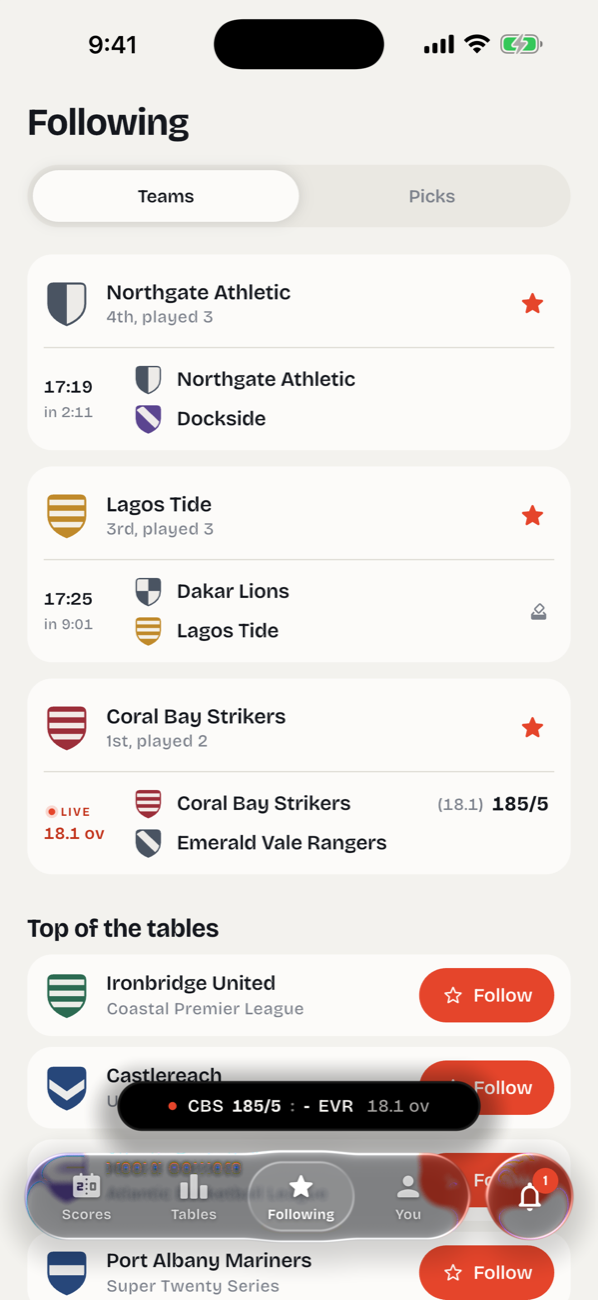 9:41
Following
Teams
Picks
Northgate Athletic
4th, played 3
17:19
in 2:11
Northgate Athletic
Dockside
Lagos Tide
3rd, played 3
17:25
in 9:01
Dakar Lions
Lagos Tide
Coral Bay Strikers
1st, played 2
LIVE
18.1 ov
Coral Bay Strikers (18.1) 185/5
Emerald Vale Rangers
Top of the tables
Ironbridge United
Coastal Premier League
Follow
Castlereach
Follow
CBS 185/5 : - EVR 18.1 ov
Scores
Tables
Following
You
1
Port Albany Mariners
Super Twenty Series
Follow